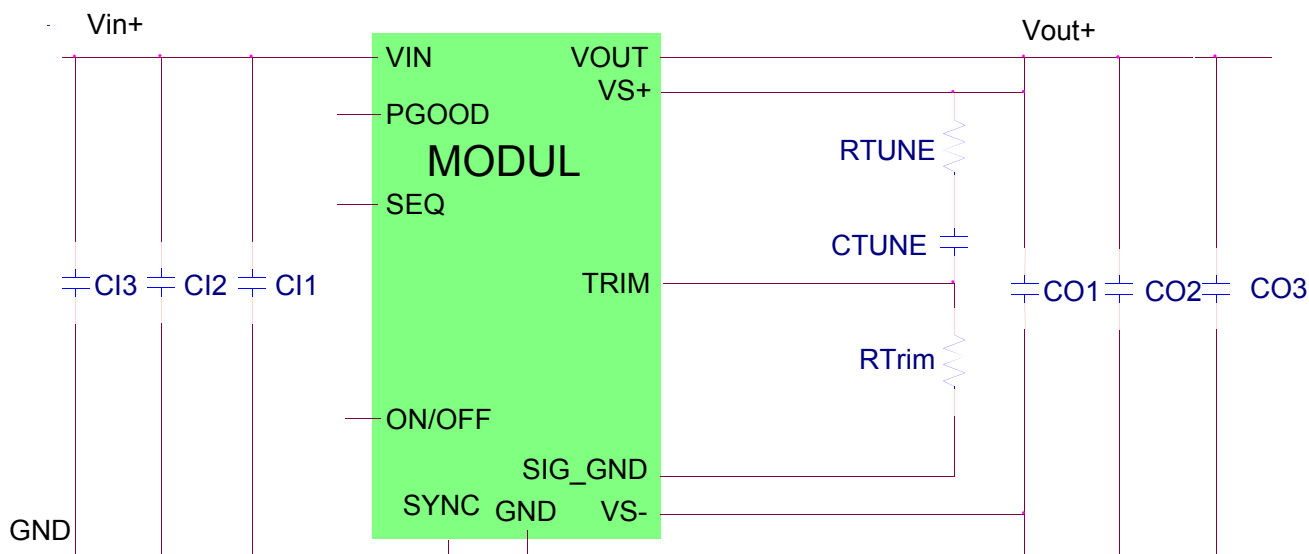 Vin+
Vout+
VIN
VOUT
VS+
PGOOD
MODUL
RTUNE
SEQ
CTUNE
TRIM
CI3
CI2
CI1
CO1
CO2
CO3
RTrim
ON/OFF
SIG_GND
SYNC
GND
VS-
GND